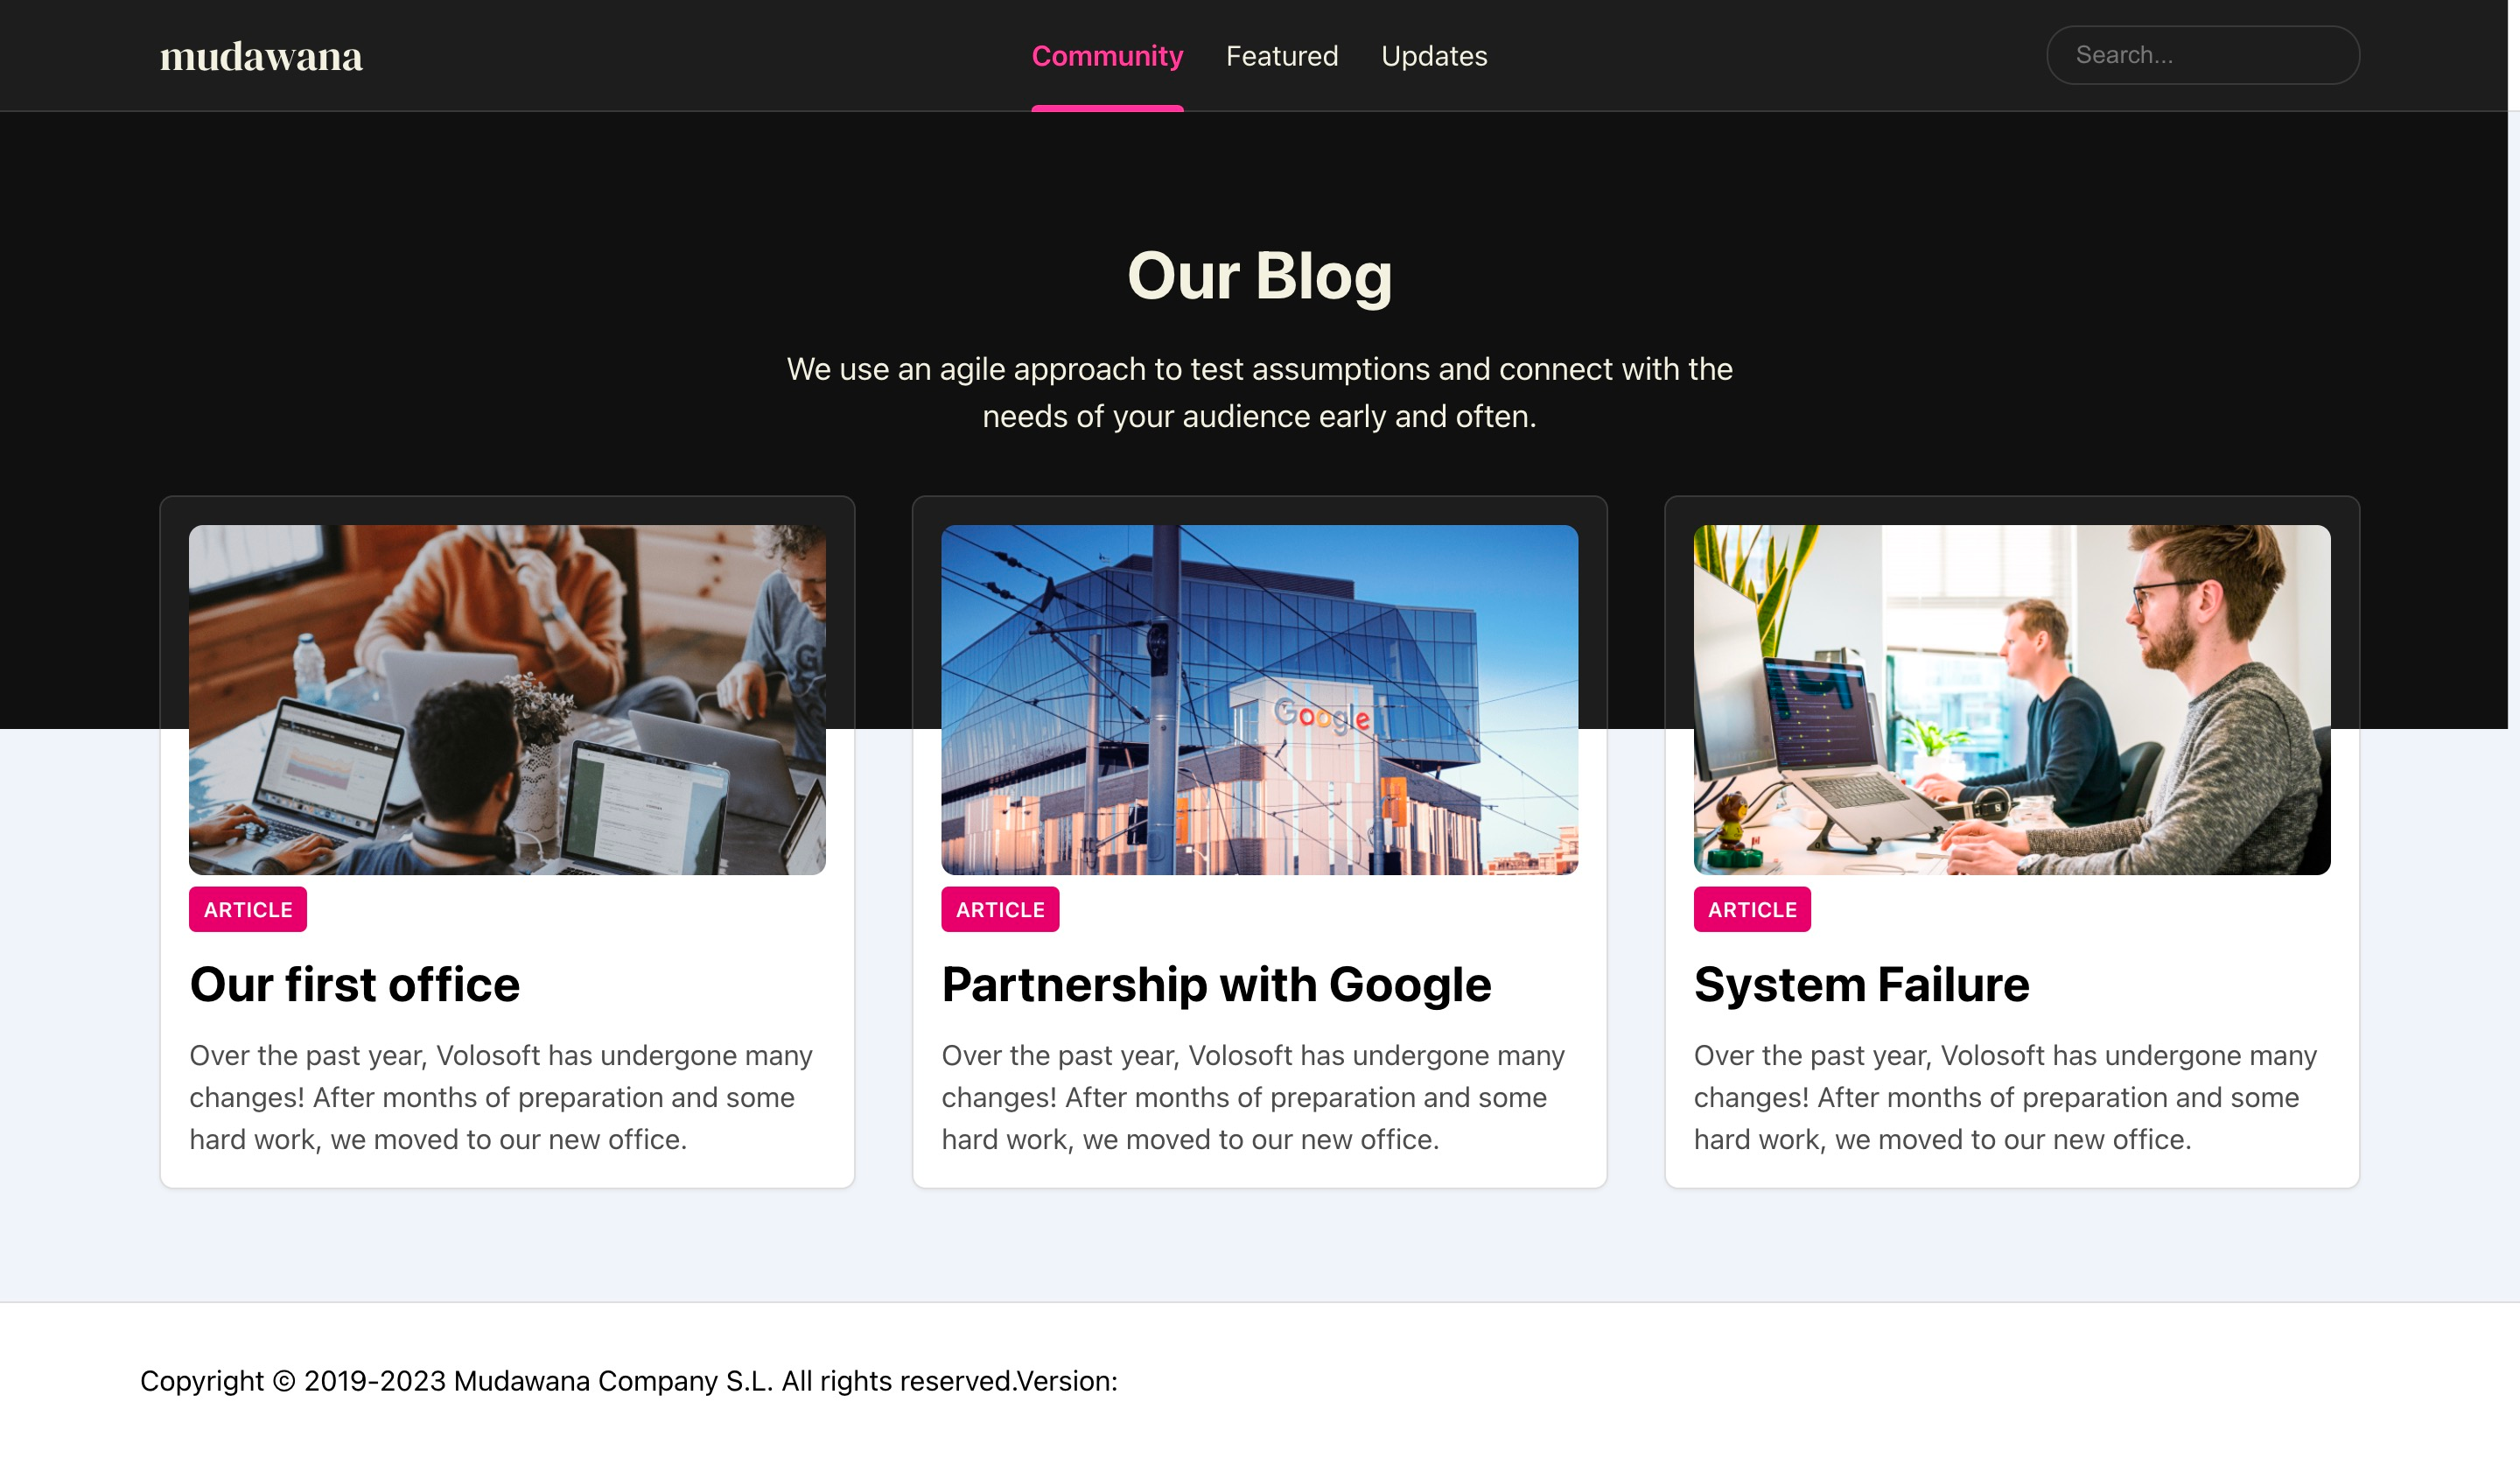 mudawana
Community Featured Updates
Search...
Our Blog
We use an agile approach to test assumptions and connect with the
needs of your audience early and often.
Google
ARTICLE
Our first office
Over the past year, Volosoft has undergone many
changes! After months of preparation and some
hard work, we moved to our new office.
ARTICLE
Partnership with Google
Over the past year, Volosoft has undergone many
changes! After months of preparation and some
hard work, we moved to our new office.
ARTICLE
System Failure
Over the past year, Volosoft has undergone many
changes! After months of preparation and some
hard work, we moved to our new office.
Copyright © 2019-2023 Mudawana Company S.L. All rights reserved.Version: